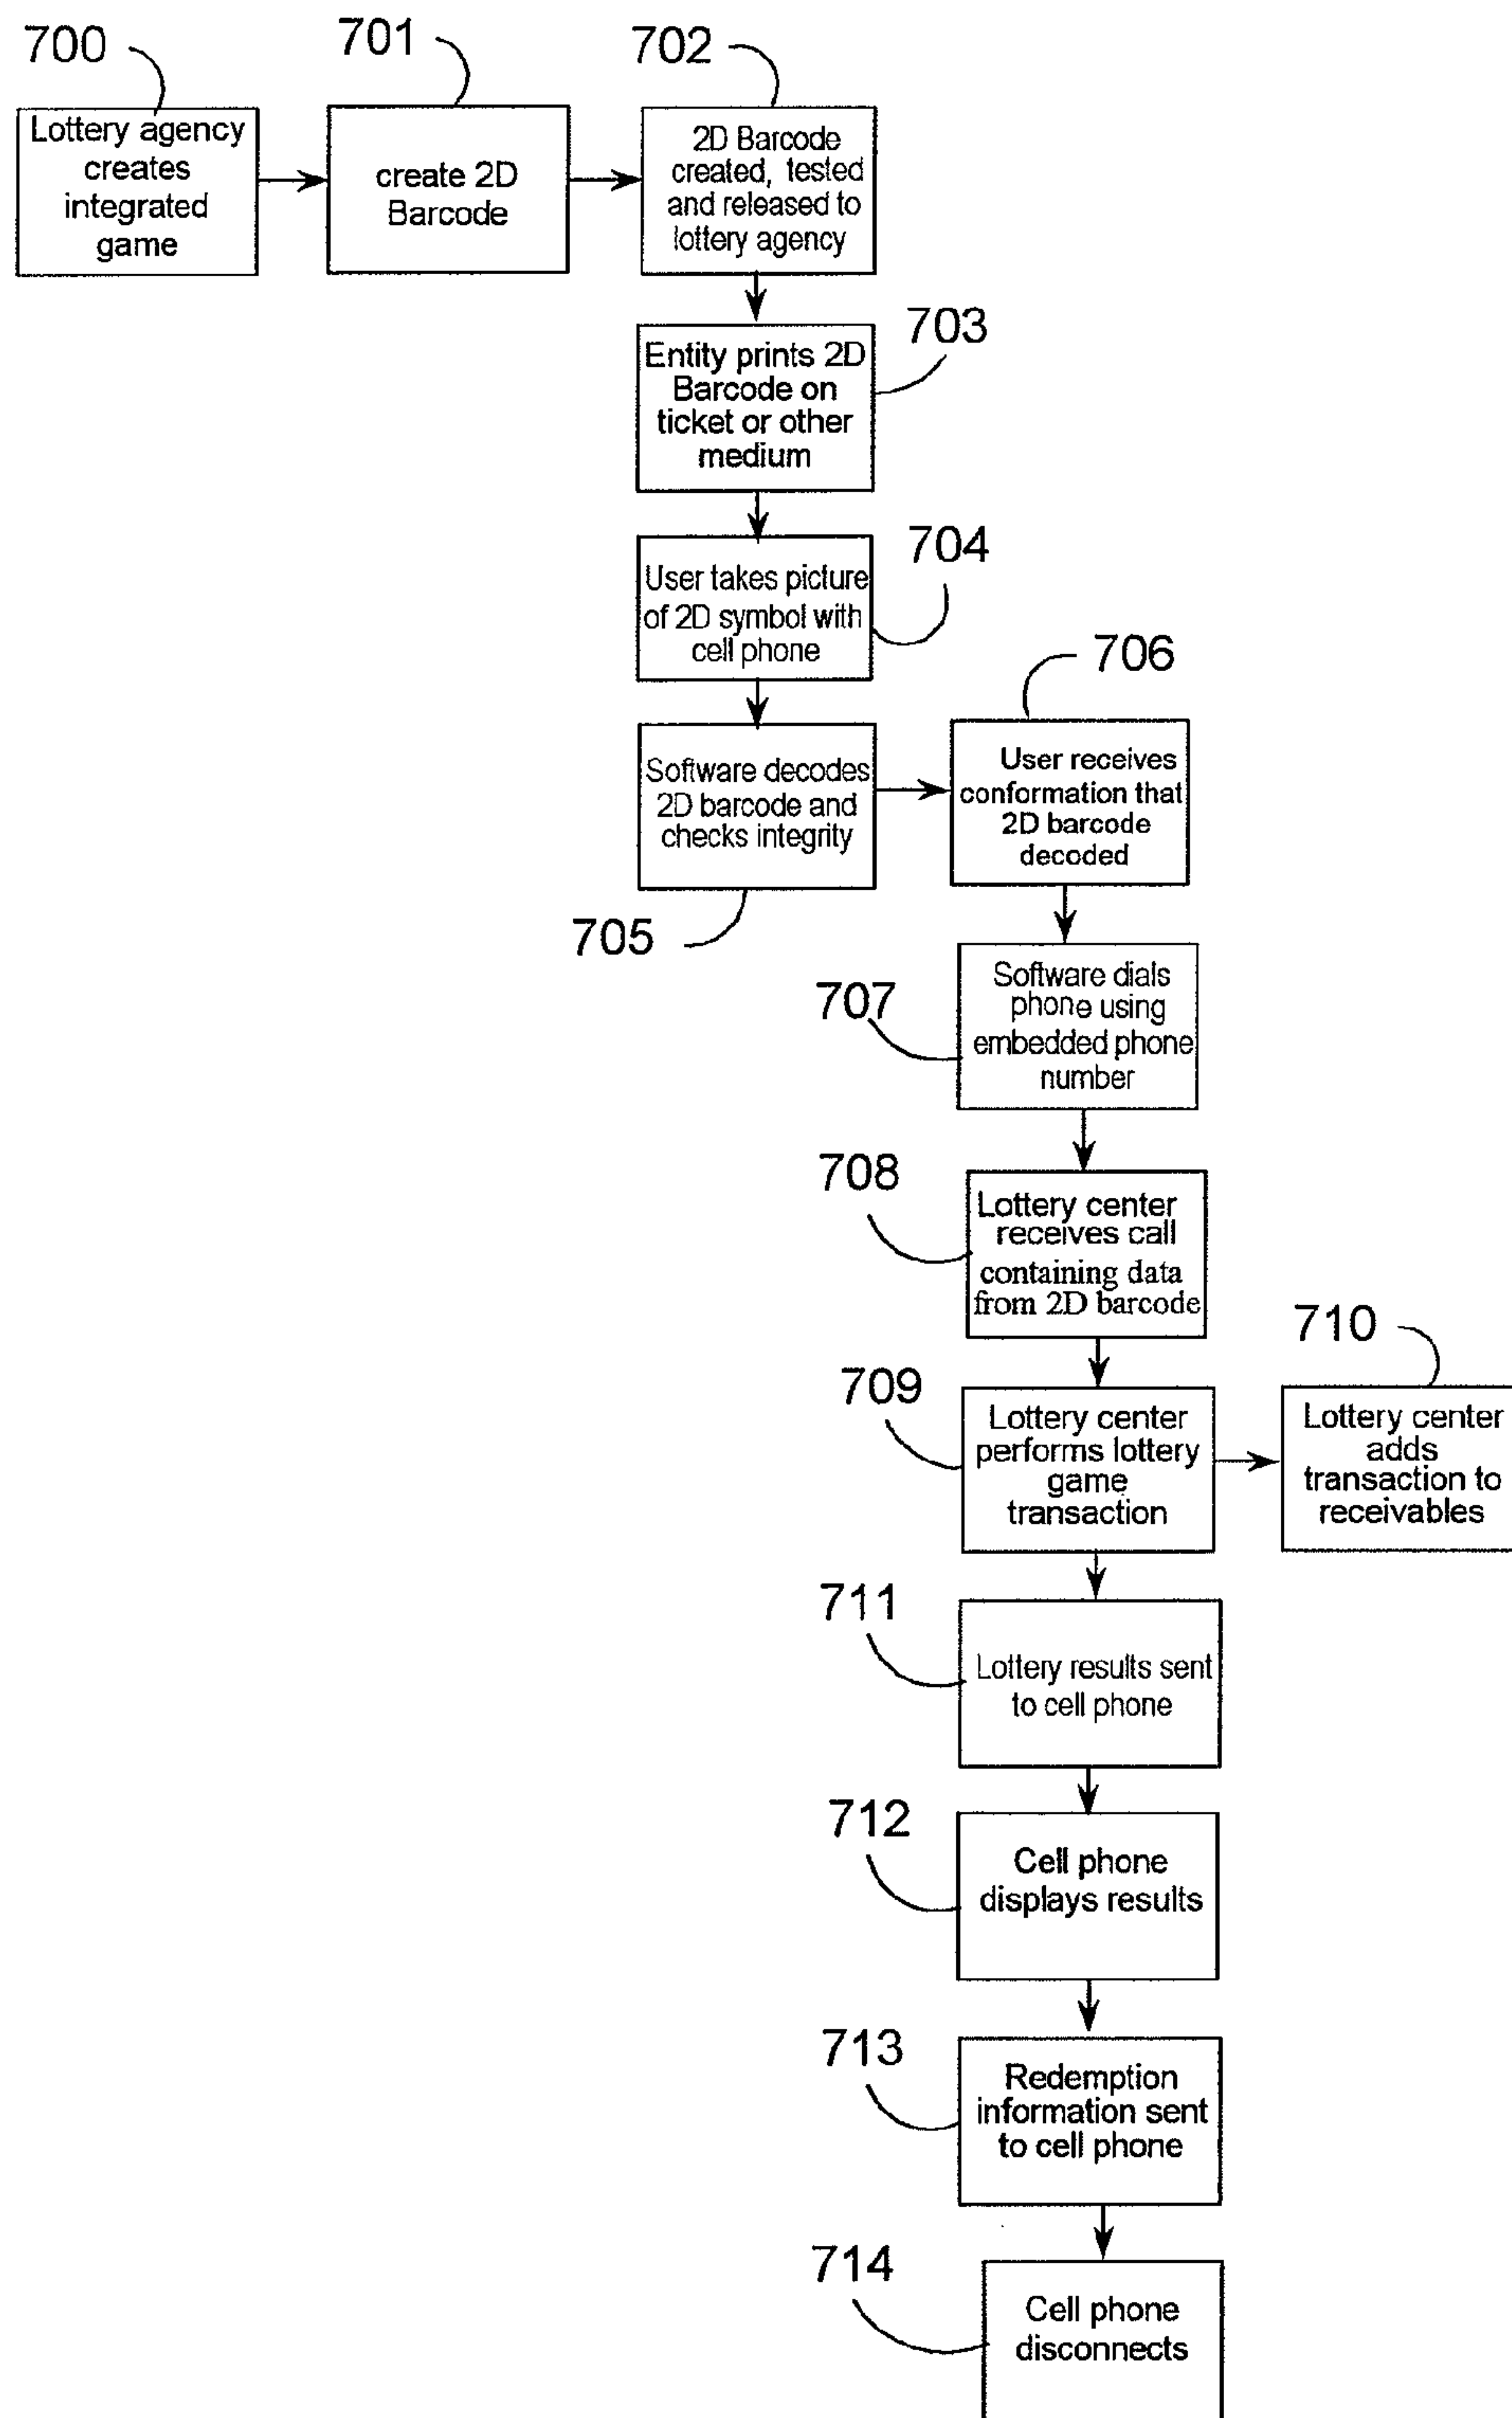 700
701
702
Lottery agency
creates
integrated
game
create 2D
Barcode
2D Barcode
created, tested
and released to
lottery agency
703
Entity prints 2D
Barcode on
ticket or other
medium
704
User takes picture
of 2D symbol with
cell phone
706
Software decodes
2D barcode and
checks integrity
705
User receives
conformation that
2D barcode
decoded
707
Software dials
phone using
embedded phone
number
708
Lottery center
receives call
containing data
from 2D barcode
709
Lottery center
performs lottery
game
transaction
710
Lottery center
adds
transaction to
receivables
711
Lottery results sent
to cell phone
712
Cell phone
displays results
713
Redemption
information sent
to cell phone
714
Cell phone
disconnects